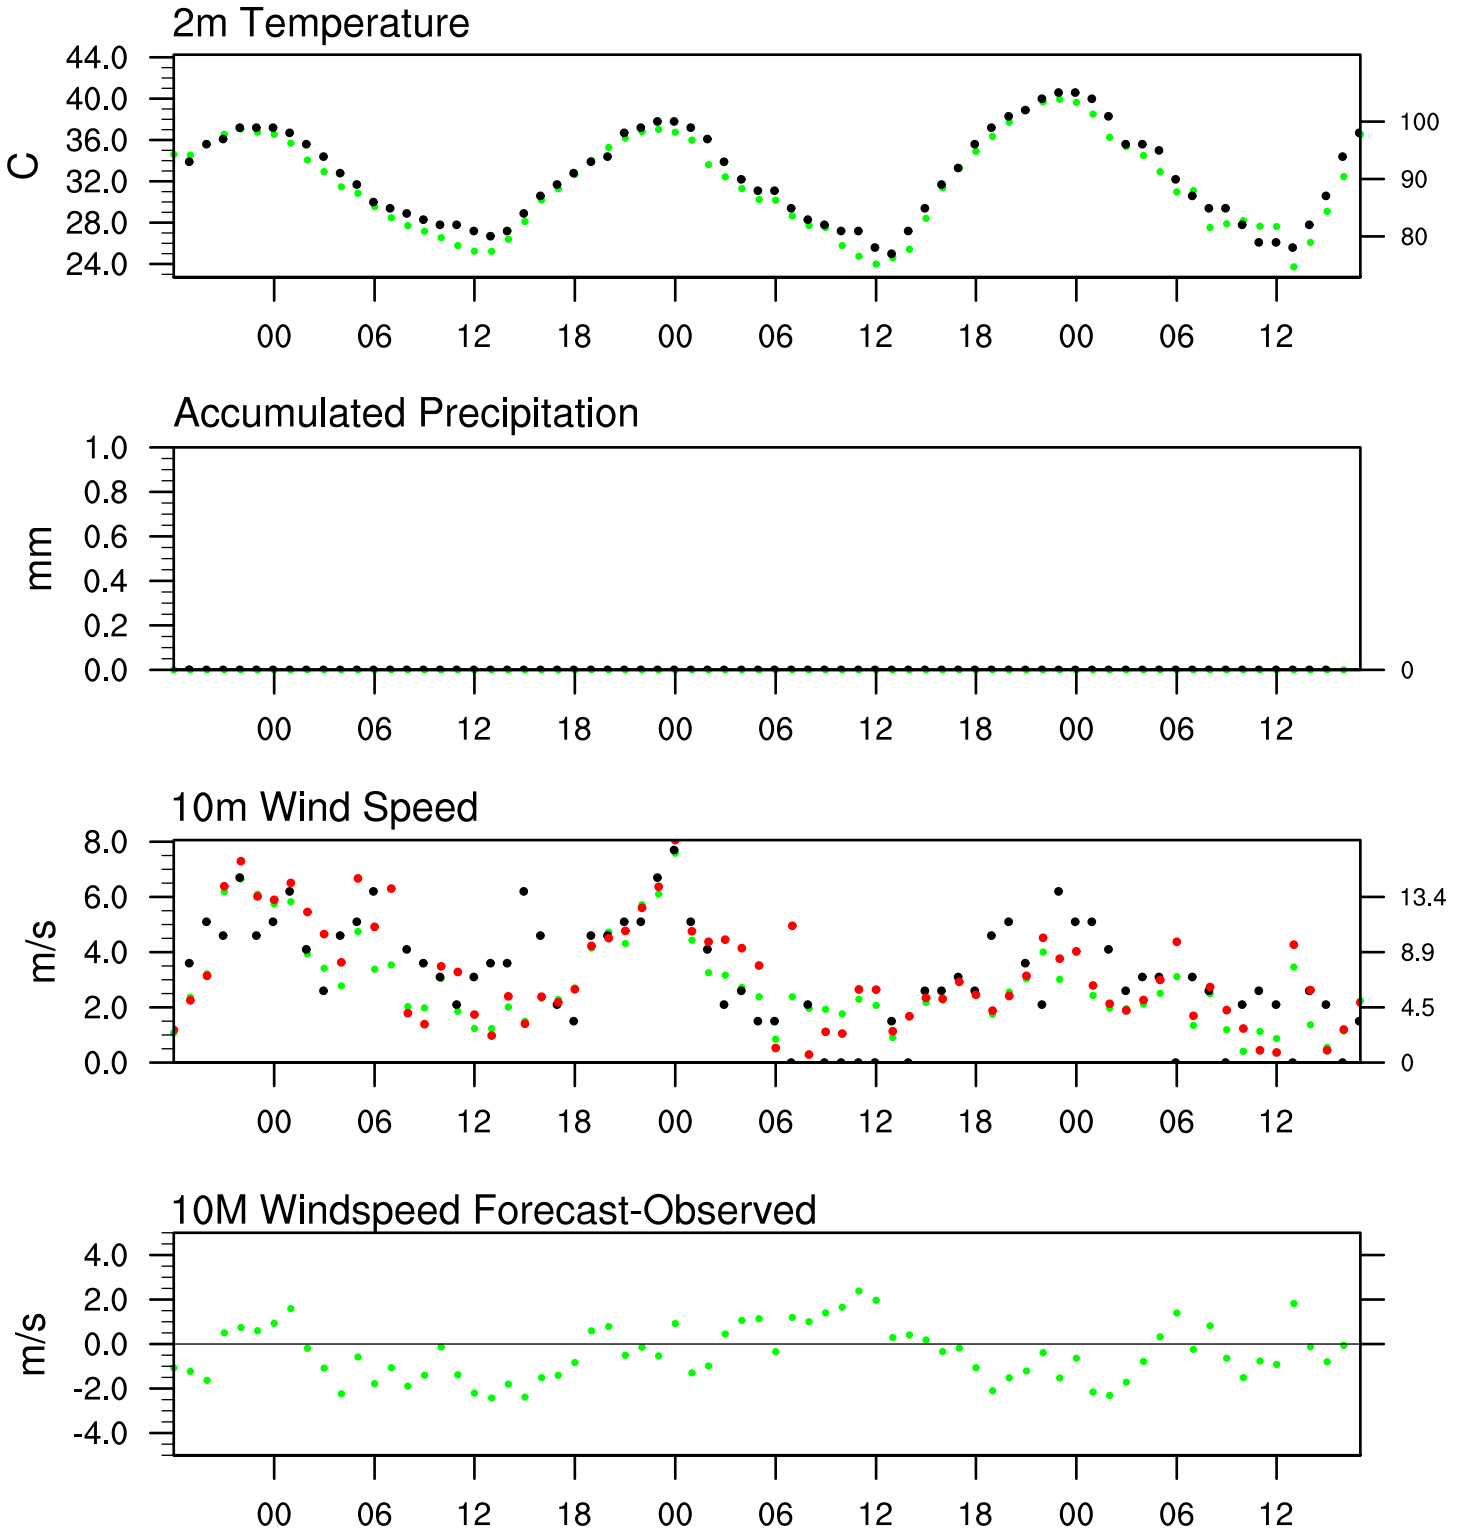 2m Temperature
44.0
40.0
36.0
32.0
28.0
24.0
C
100
90
80
00 06 12 18 00 06 12 18 00 06 12
Accumulated Precipitation
1.0
0.8
0.6
0.4
0.2
0.0
mm
0
00 06 12 18 00 06 12 18 00 06 12
10m Wind Speed
8.0
6.0
4.0
2.0
0.0
m/s
13.4
8.9
4.5
0
00 06 12 18 00 06 12 18 00 06 12
10M Windspeed Forecast-Observed
4.0
2.0
0.0
-2.0
-4.0
m/s
00 06 12 18 00 06 12 18 00 06 12